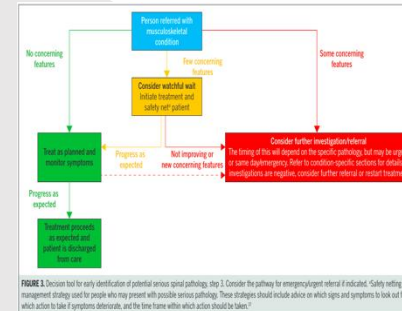 Person referred with
musculoskeletal
condition
No concerning
features
Few concerning
features
Some concerning
features
Consider watchful wait
Initiate treatment and
safety netᵃ patient
Treat as planned and
monitor symptoms
Progress as
expected
Not improving or
new concerning features
Consider further investigation/referral
The timing of this will depend on the specific pathology, but may be urge
or same day/emergency. Refer to condition-specific sections for details
investigations are negative, consider further referral or restart treatme
Progress as
expected
Treatment proceeds
as expected and
patient is discharged
from care
FIGURE 3. Decision tool for early identification of potential serious spinal pathology, step 3. Consider the pathway for emergency/urgent referral if indicated. ᵃSafety netting
management strategy used for people who may present with possible serious pathology. These strategies should include advice on which signs and symptoms to look out f
which action to take if symptoms deteriorate, and the time frame within which action should be taken.